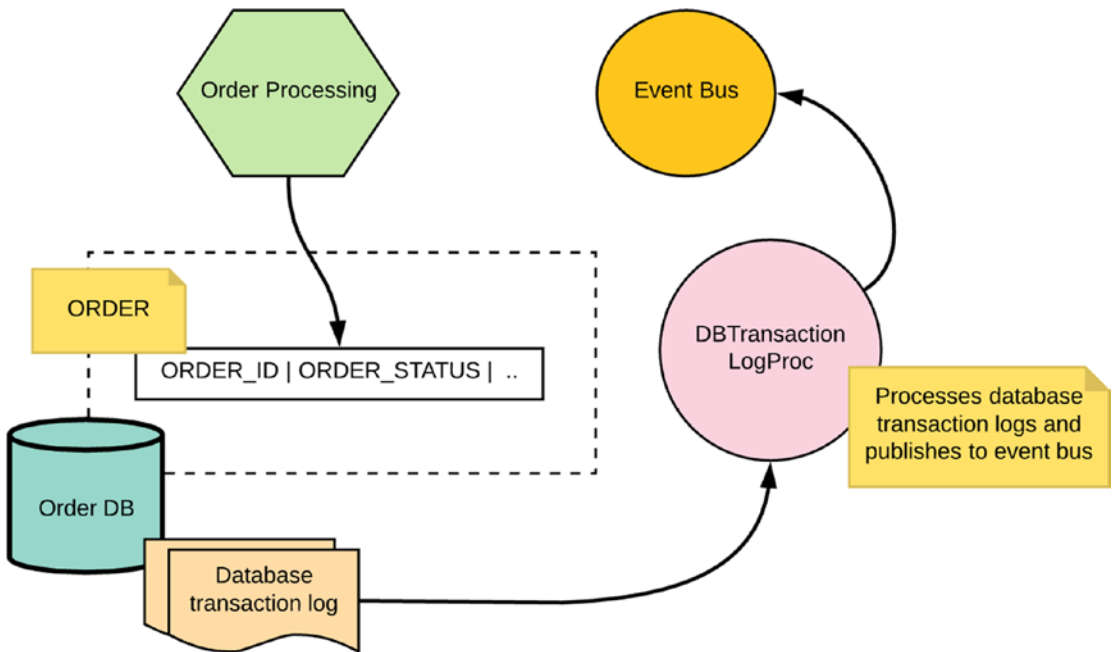 Order Processing
Event Bus
ORDER
ORDER_ID | ORDER_STATUS | ..
DBTransaction
LogProc
Processes database
transaction logs and
publishes to event bus
Order DB
Database
transaction log